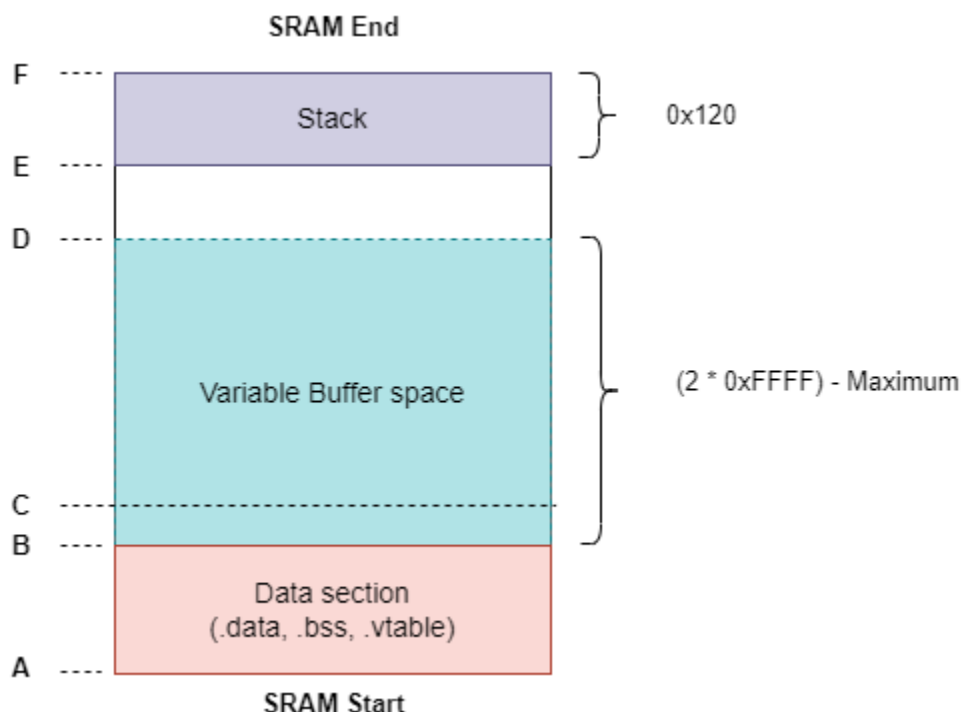 SRAM End
F
Stack
0x120
E
D
Variable Buffer space
(2 * 0xFFFF) - Maximum
C
B
Data section
(.data, .bss, .vtable)
A
SRAM Start